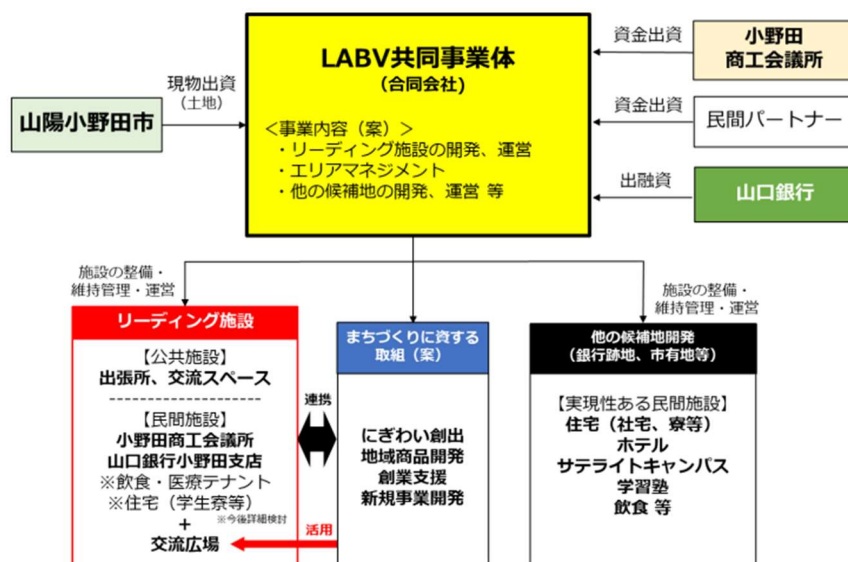 LABV共同事業体
(合同会社)
＜事業内容（案）＞
・リーディング施設の開発、運営
・エリアマネジメント
・他の候補地の開発、運営 等
山陽小野田市
現物出資
（土地）
資金出資
小野田
商工会議所
資金出資
民間パートナー
出融資
山口銀行
施設の整備・
維持管理・運営
リーディング施設
【公共施設】
出張所、交流スペース
--------------------
【民間施設】
小野田商工会議所
山口銀行小野田支店
※飲食・医療テナント
※住宅（学生寮等）
※今後詳細検討
+
交流広場
連携
活用
まちづくりに資する
取組（案）
にぎわい創出
地域商品開発
創業支援
新規事業開発
施設の整備・
維持管理・運営
他の候補地開発
（銀行跡地、市有地等）
【実現性ある民間施設】
住宅（社宅、寮等）
ホテル
サテライトキャンパス
学習塾
飲食 等